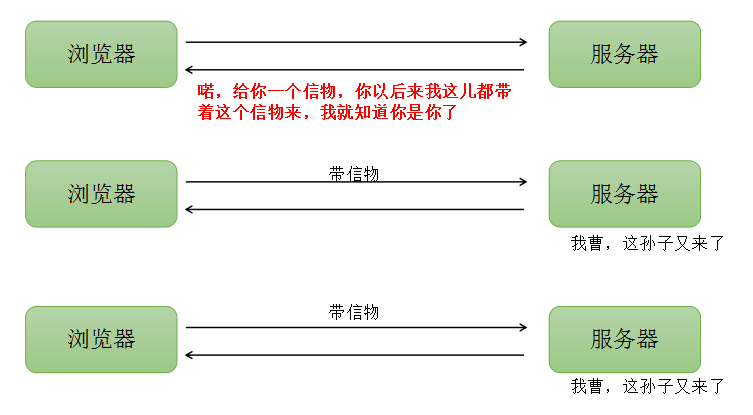 浏览器
服务器
喏，给你一个信物，你以后来我这儿都带
着这个信物来，我就知道你是你了
带信物
浏览器
服务器
我曹，这孙子又来了
带信物
浏览器
服务器
我曹，这孙子又来了